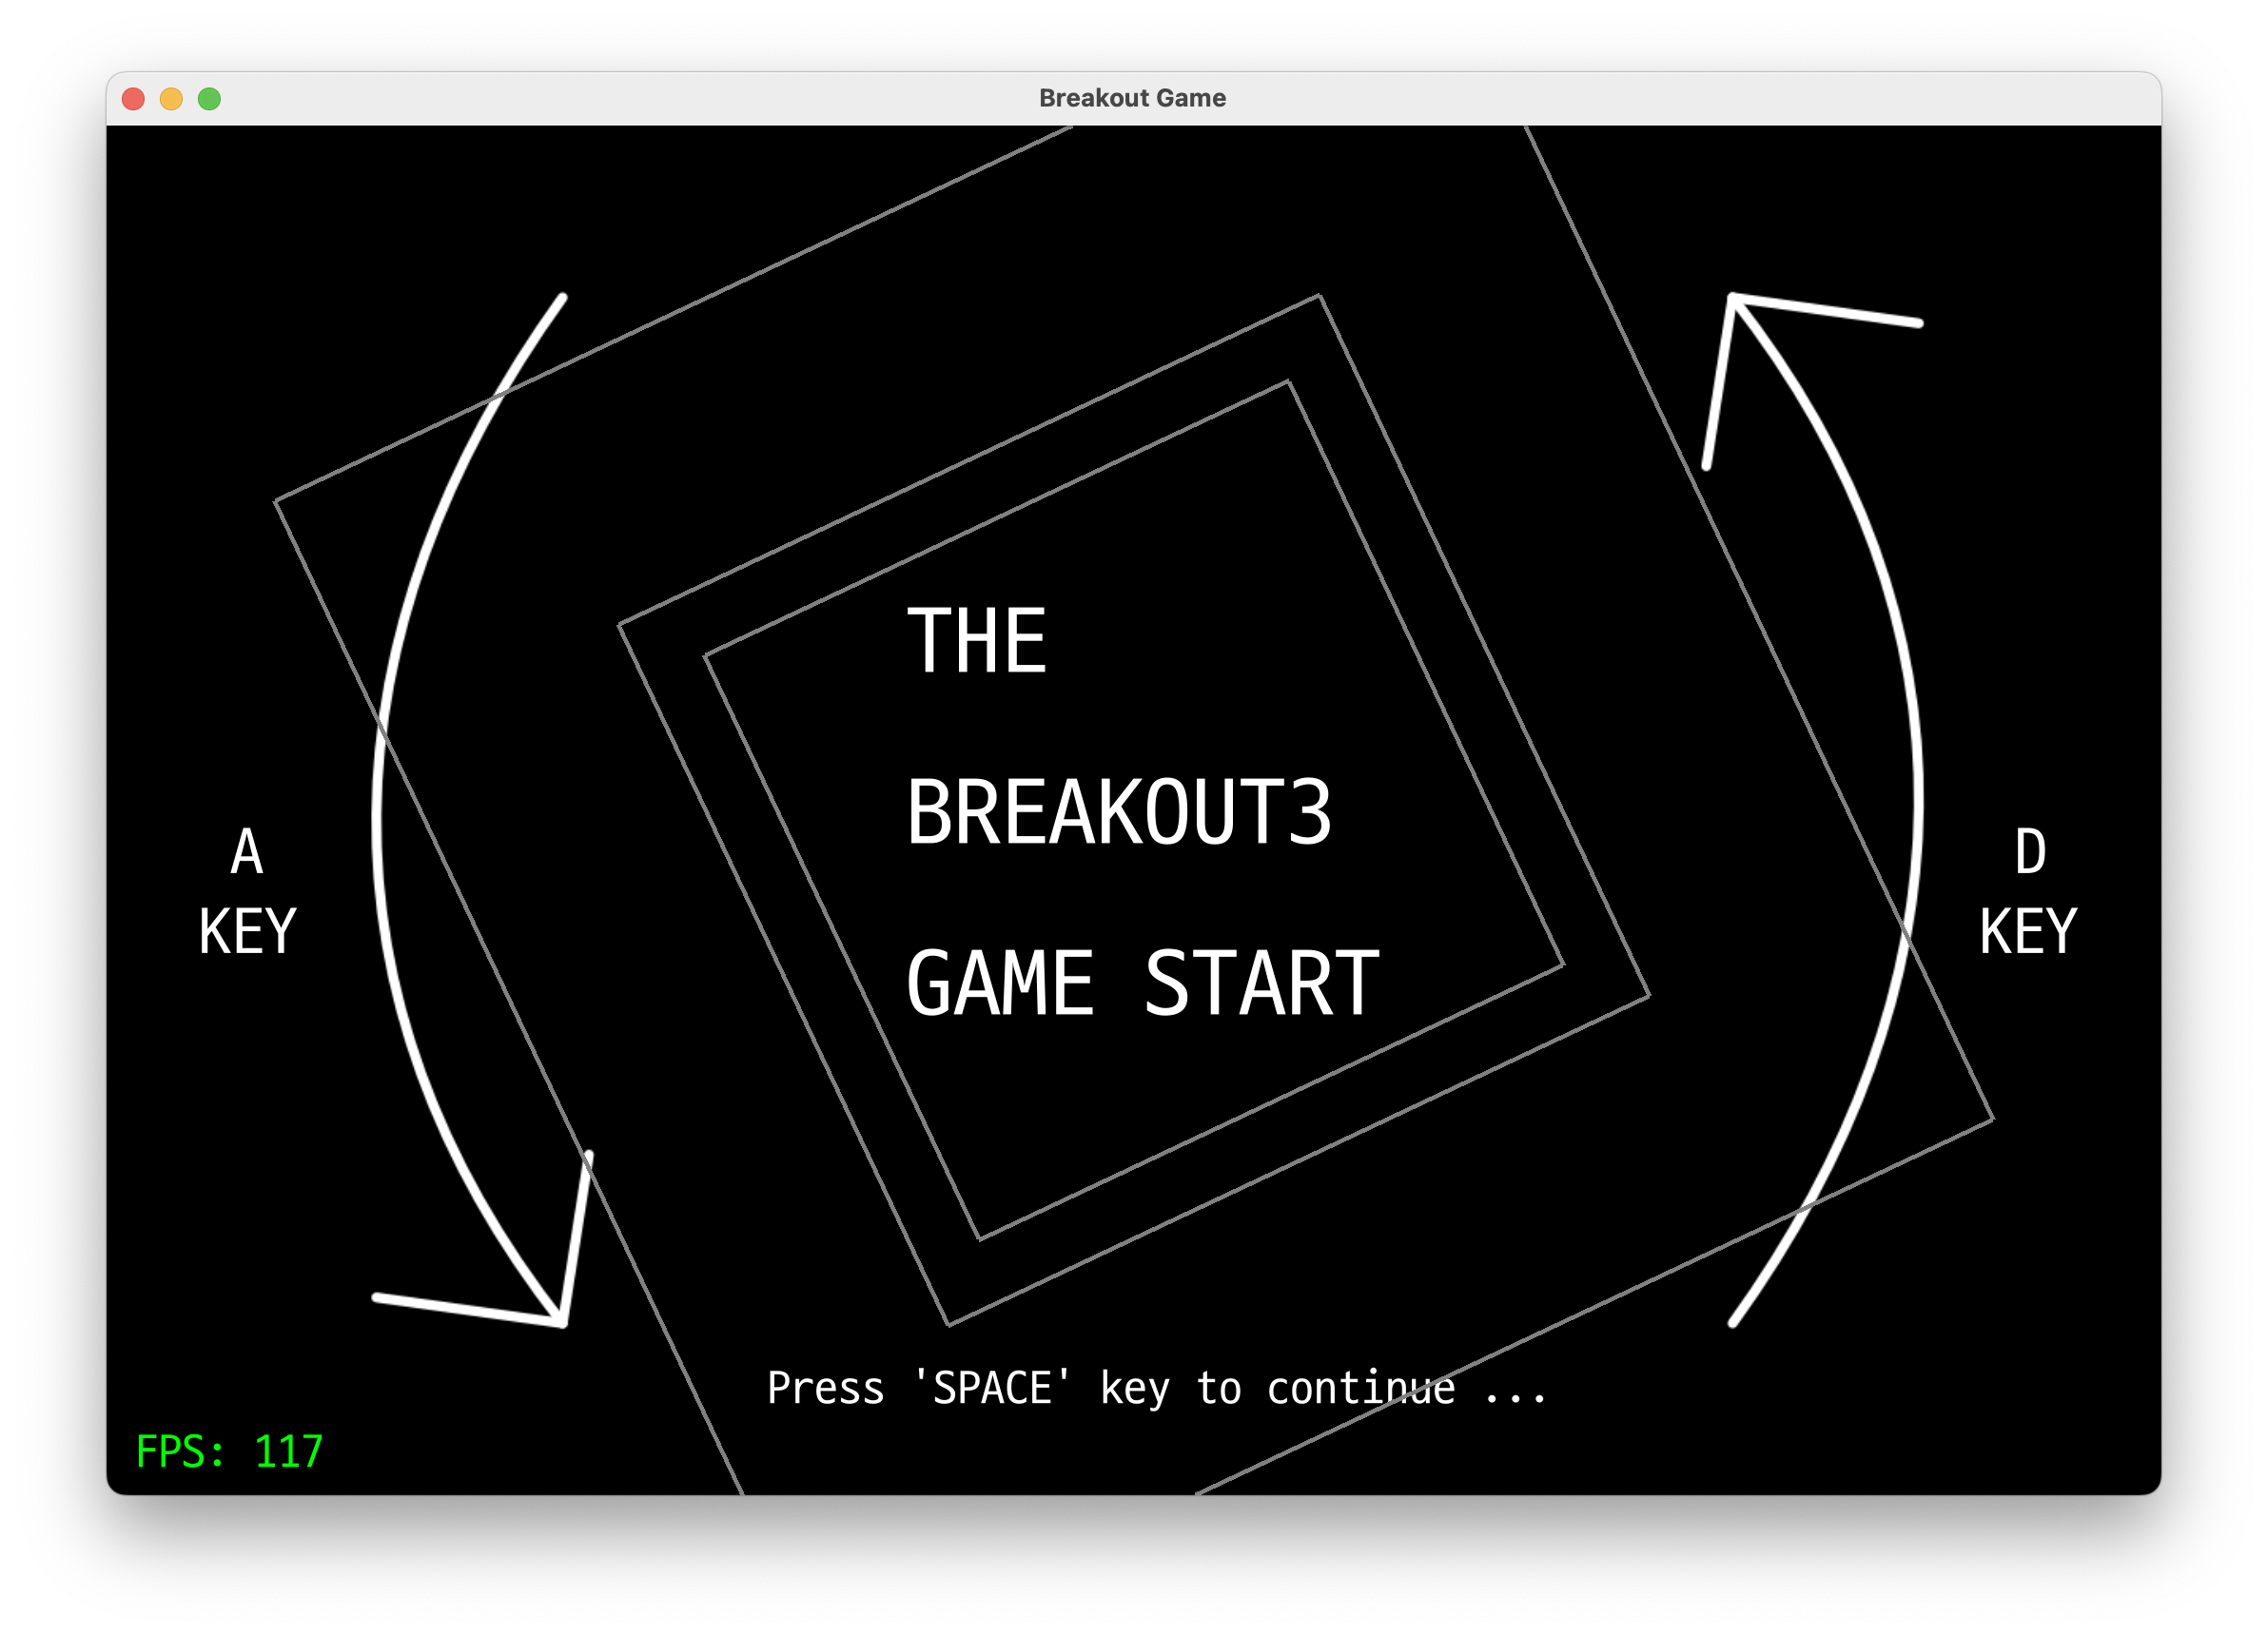 Breakout Game
THE
BREAKOUT3
GAME START
A
KEY
D
KEY
Press 'SPACE' key to continue ...
FPS: 117